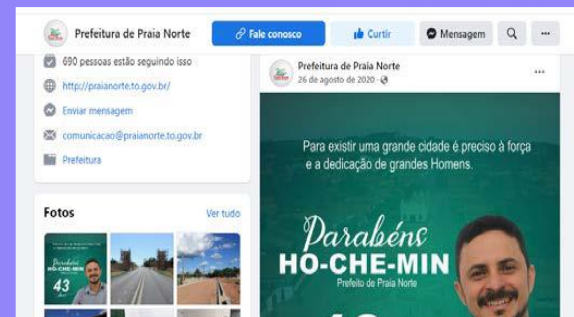 Prefeitura de Praia Norte
Fale conosco
Curtir
Mensagem
690 pessoas estão seguindo isso
http://praianorte.to.gov.br/
Enviar mensagem
comunicacao@praianorte.to.gov.br
Prefeitura
Fotos
Ver tudo
Parabéns
HO-CHE-MIN
43
Prefeitura de Praia Norte
26 de agosto de 2020
Para existir uma grande cidade é preciso à força
e a dedicação de grandes Homens.
Parabéns
HO-CHE-MIN
Prefeito de Praia Norte